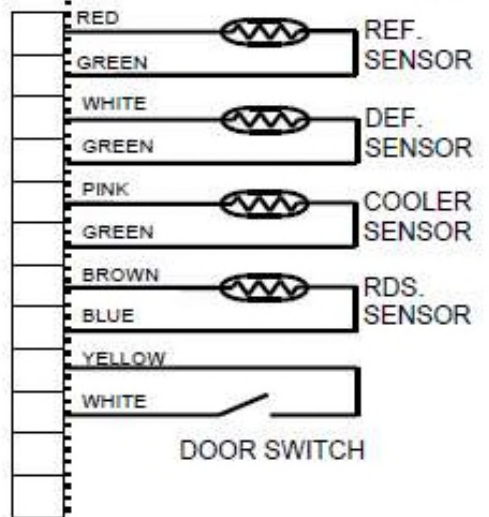 RED
REF.
GREEN
SENSOR
WHITE
DEF.
GREEN
SENSOR
PINK
COOLER
GREEN
SENSOR
BROWN
RDS.
BLUE
SENSOR
YELLOW
WHITE
DOOR SWITCH